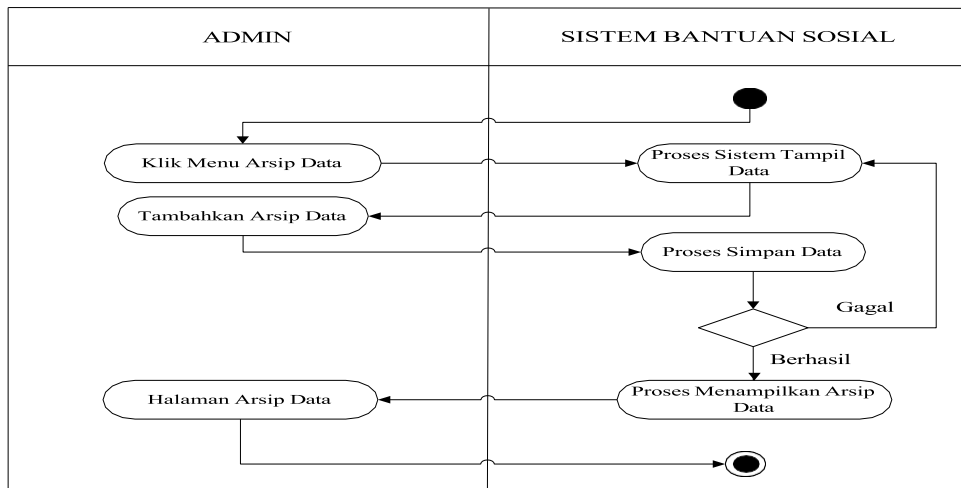 ADMIN
SISTEM BANTUAN SOSIAL
Klik Menu Arsip Data
Proses Sistem Tampil
Data
Tambahkan Arsip Data
Proses Simpan Data
Gagal
Berhasil
Halaman Arsip Data
Proses Menampilkan Arsip
Data